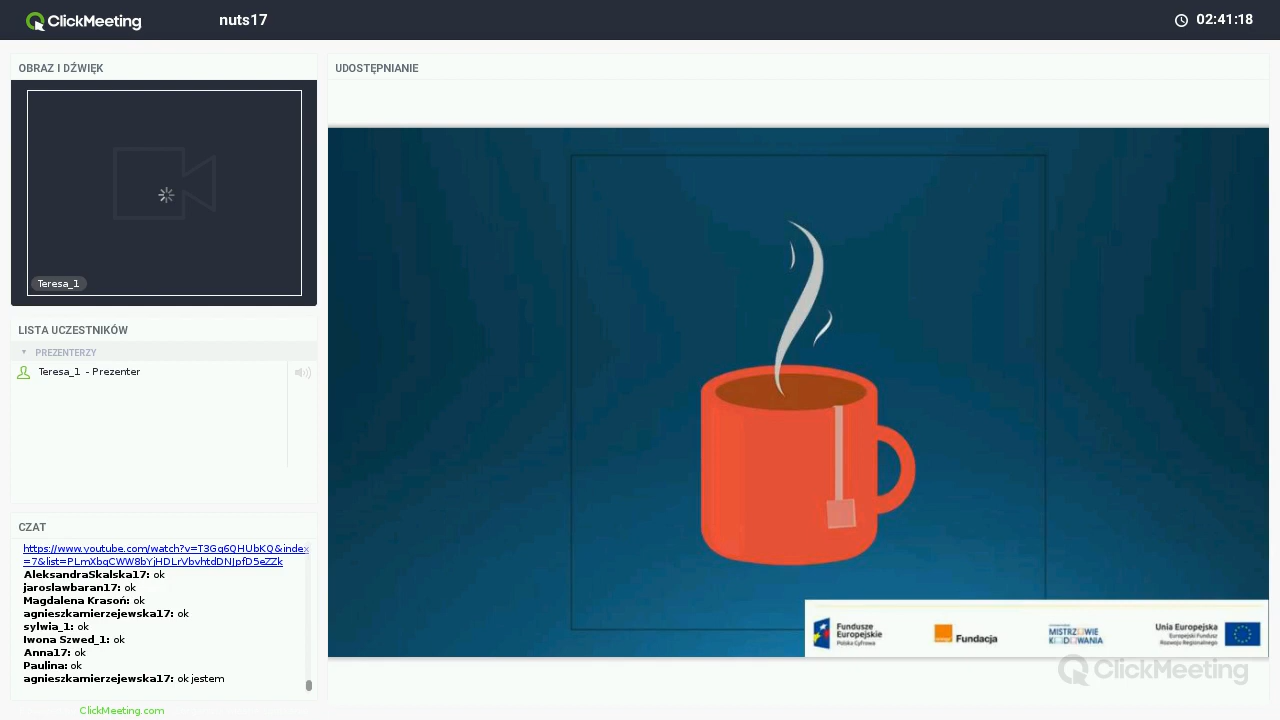 ClickMeeting
nuts17
02:41:18
OBRAZ I DŹWIĘK
UDOSTĘPNIANIE
Teresa_1
LISTA UCZESTNIKÓW
PREZENTERZY
Teresa_1 - Prezenter
CZAT
https://www.youtube.com/watch?v=T3Gq6QHUbKQ&index
=7&list=PLmXbqCWW8bYjHDLrVbvhtdDNJpfD5eZZk
AleksandraSkalska17: ok
jaroslawbaran17: ok
Magdalena Krasoń: ok
agnieszkamierzejewska17: ok
sylwia_1: ok
Iwona Szwed_1: ok
Anna17: ok
Paulina: ok
agnieszkamierzejewska17: ok jestem
ClickMeeting.com
Fundusze
Europejskie
Polska Cyfrowa
orange
Fundacja
MISTRZOWIE
KODOWANIA
Unia Europejska
Europejski Fundusz
Rozwoju Regionalnego
ClickMeeting